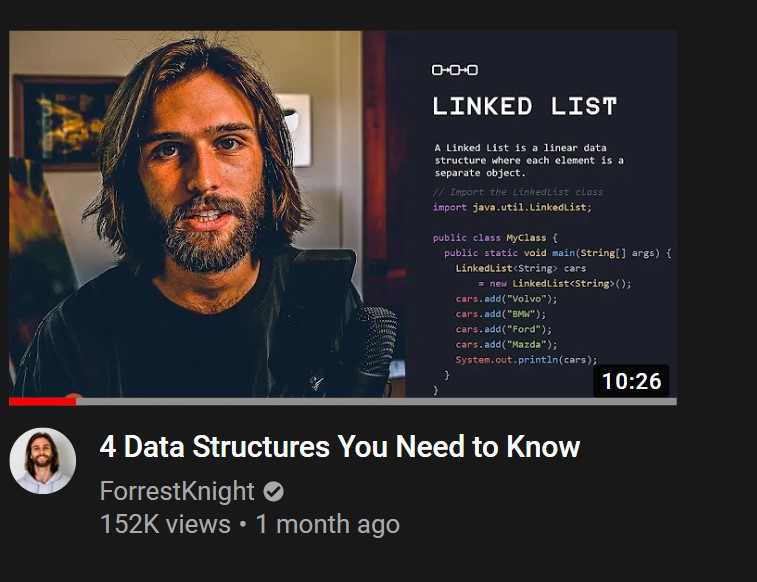 LINKED LIST
A Linked List is a linear data
structure where each element is a
separate object.
// Import the LinkedList class
import java.util.LinkedList;
public class MyClass {
public static void main(String[] args) {
LinkedList<String> cars
= new LinkedList<String>();
cars.add("Volvo");
cars.add("BMW");
cars.add("Ford");
cars.add("Mazda");
System.out.println(cars);
}
}
10:26
4 Data Structures You Need to Know
ForrestKnight
152K views • 1 month ago